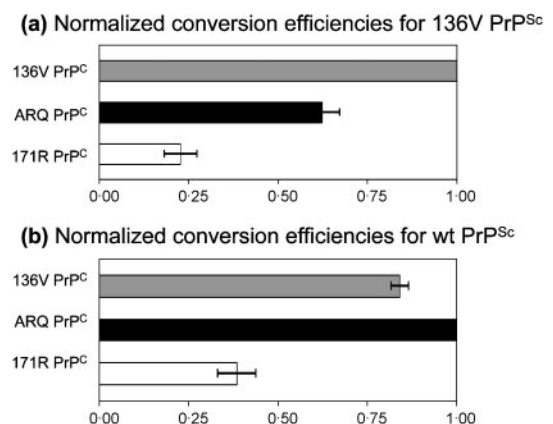 (a) Normalized conversion efficiencies for 136V PrPSc
136V PrPC
ARQ PrPC
171R PrPC
0·00 0·25 0·50 0·75 1·00
(b) Normalized conversion efficiencies for wt PrPSc
136V PrPC
ARQ PrPC
171R PrPC
0·00 0·25 0·50 0·75 1·00